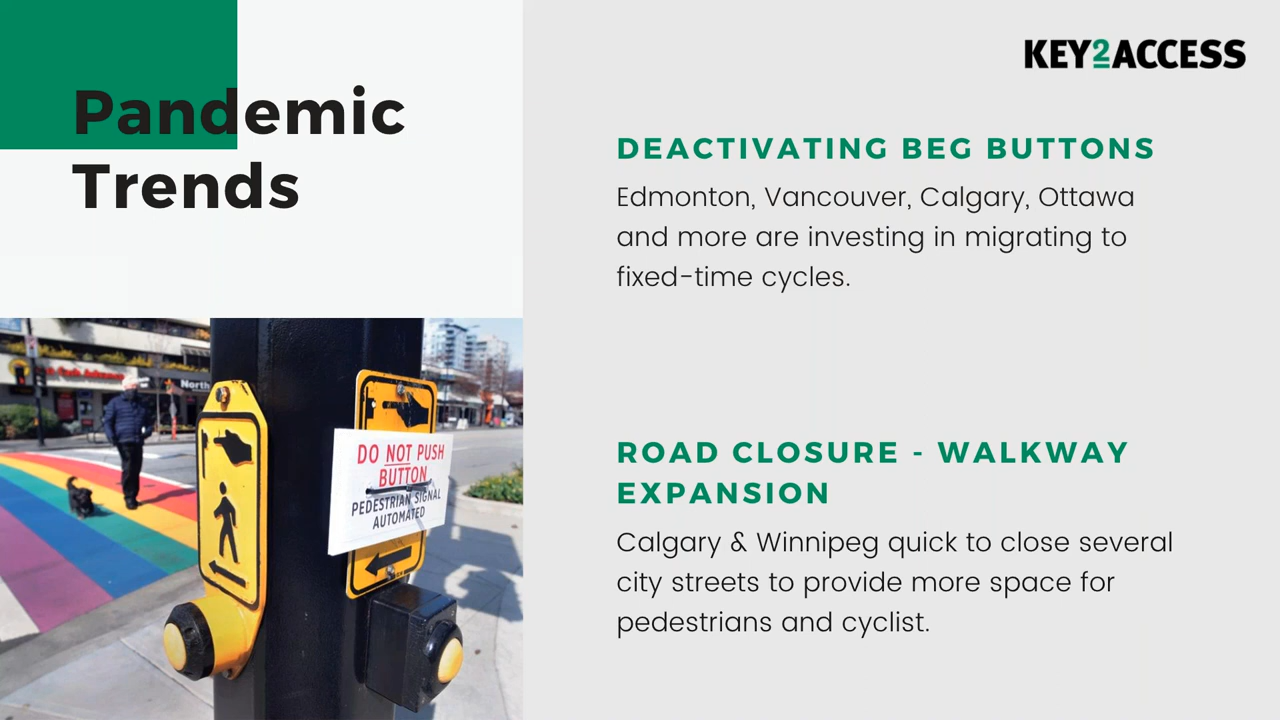 Pandemic
Trends
KEY2ACCESS
DEACTIVATING BEG BUTTONS
Edmonton, Vancouver, Calgary, Ottawa
and more are investing in migrating to
fixed-time cycles.
ROAD CLOSURE - WALKWAY
EXPANSION
Calgary & Winnipeg quick to close several
city streets to provide more space for
pedestrians and cyclist.
North
DO NOT PUSH
BUTTON
PEDESTRIAN SIGNAL
AUTOMATED